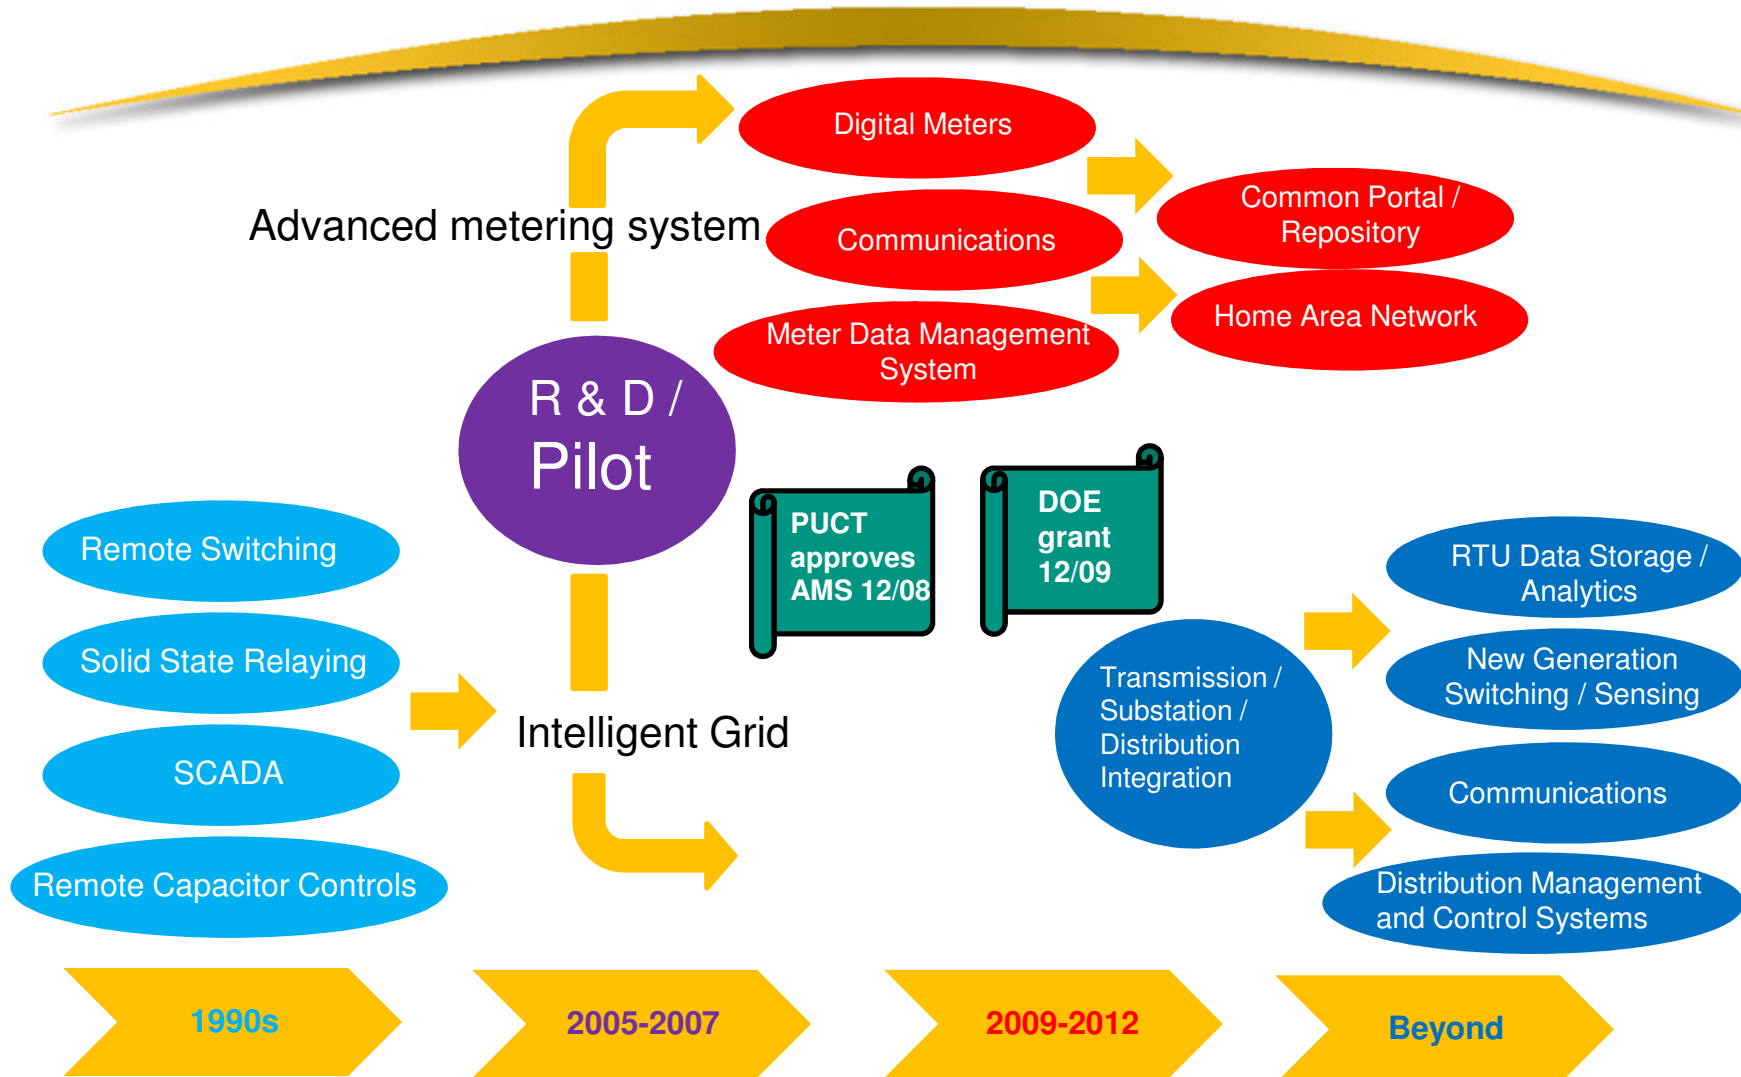 Digital Meters
Advanced metering system
Communications
Meter Data Management
System
Common Portal /
Repository
Home Area Network
R & D /
Pilot
PUCT
approves
AMS 12/08
DOE
grant
12/09
Remote Switching
Solid State Relaying
SCADA
Remote Capacitor Controls
Intelligent Grid
Transmission /
Substation /
Distribution
Integration
RTU Data Storage /
Analytics
New Generation
Switching / Sensing
Communications
Distribution Management
and Control Systems
1990s
2005-2007
2009-2012
Beyond